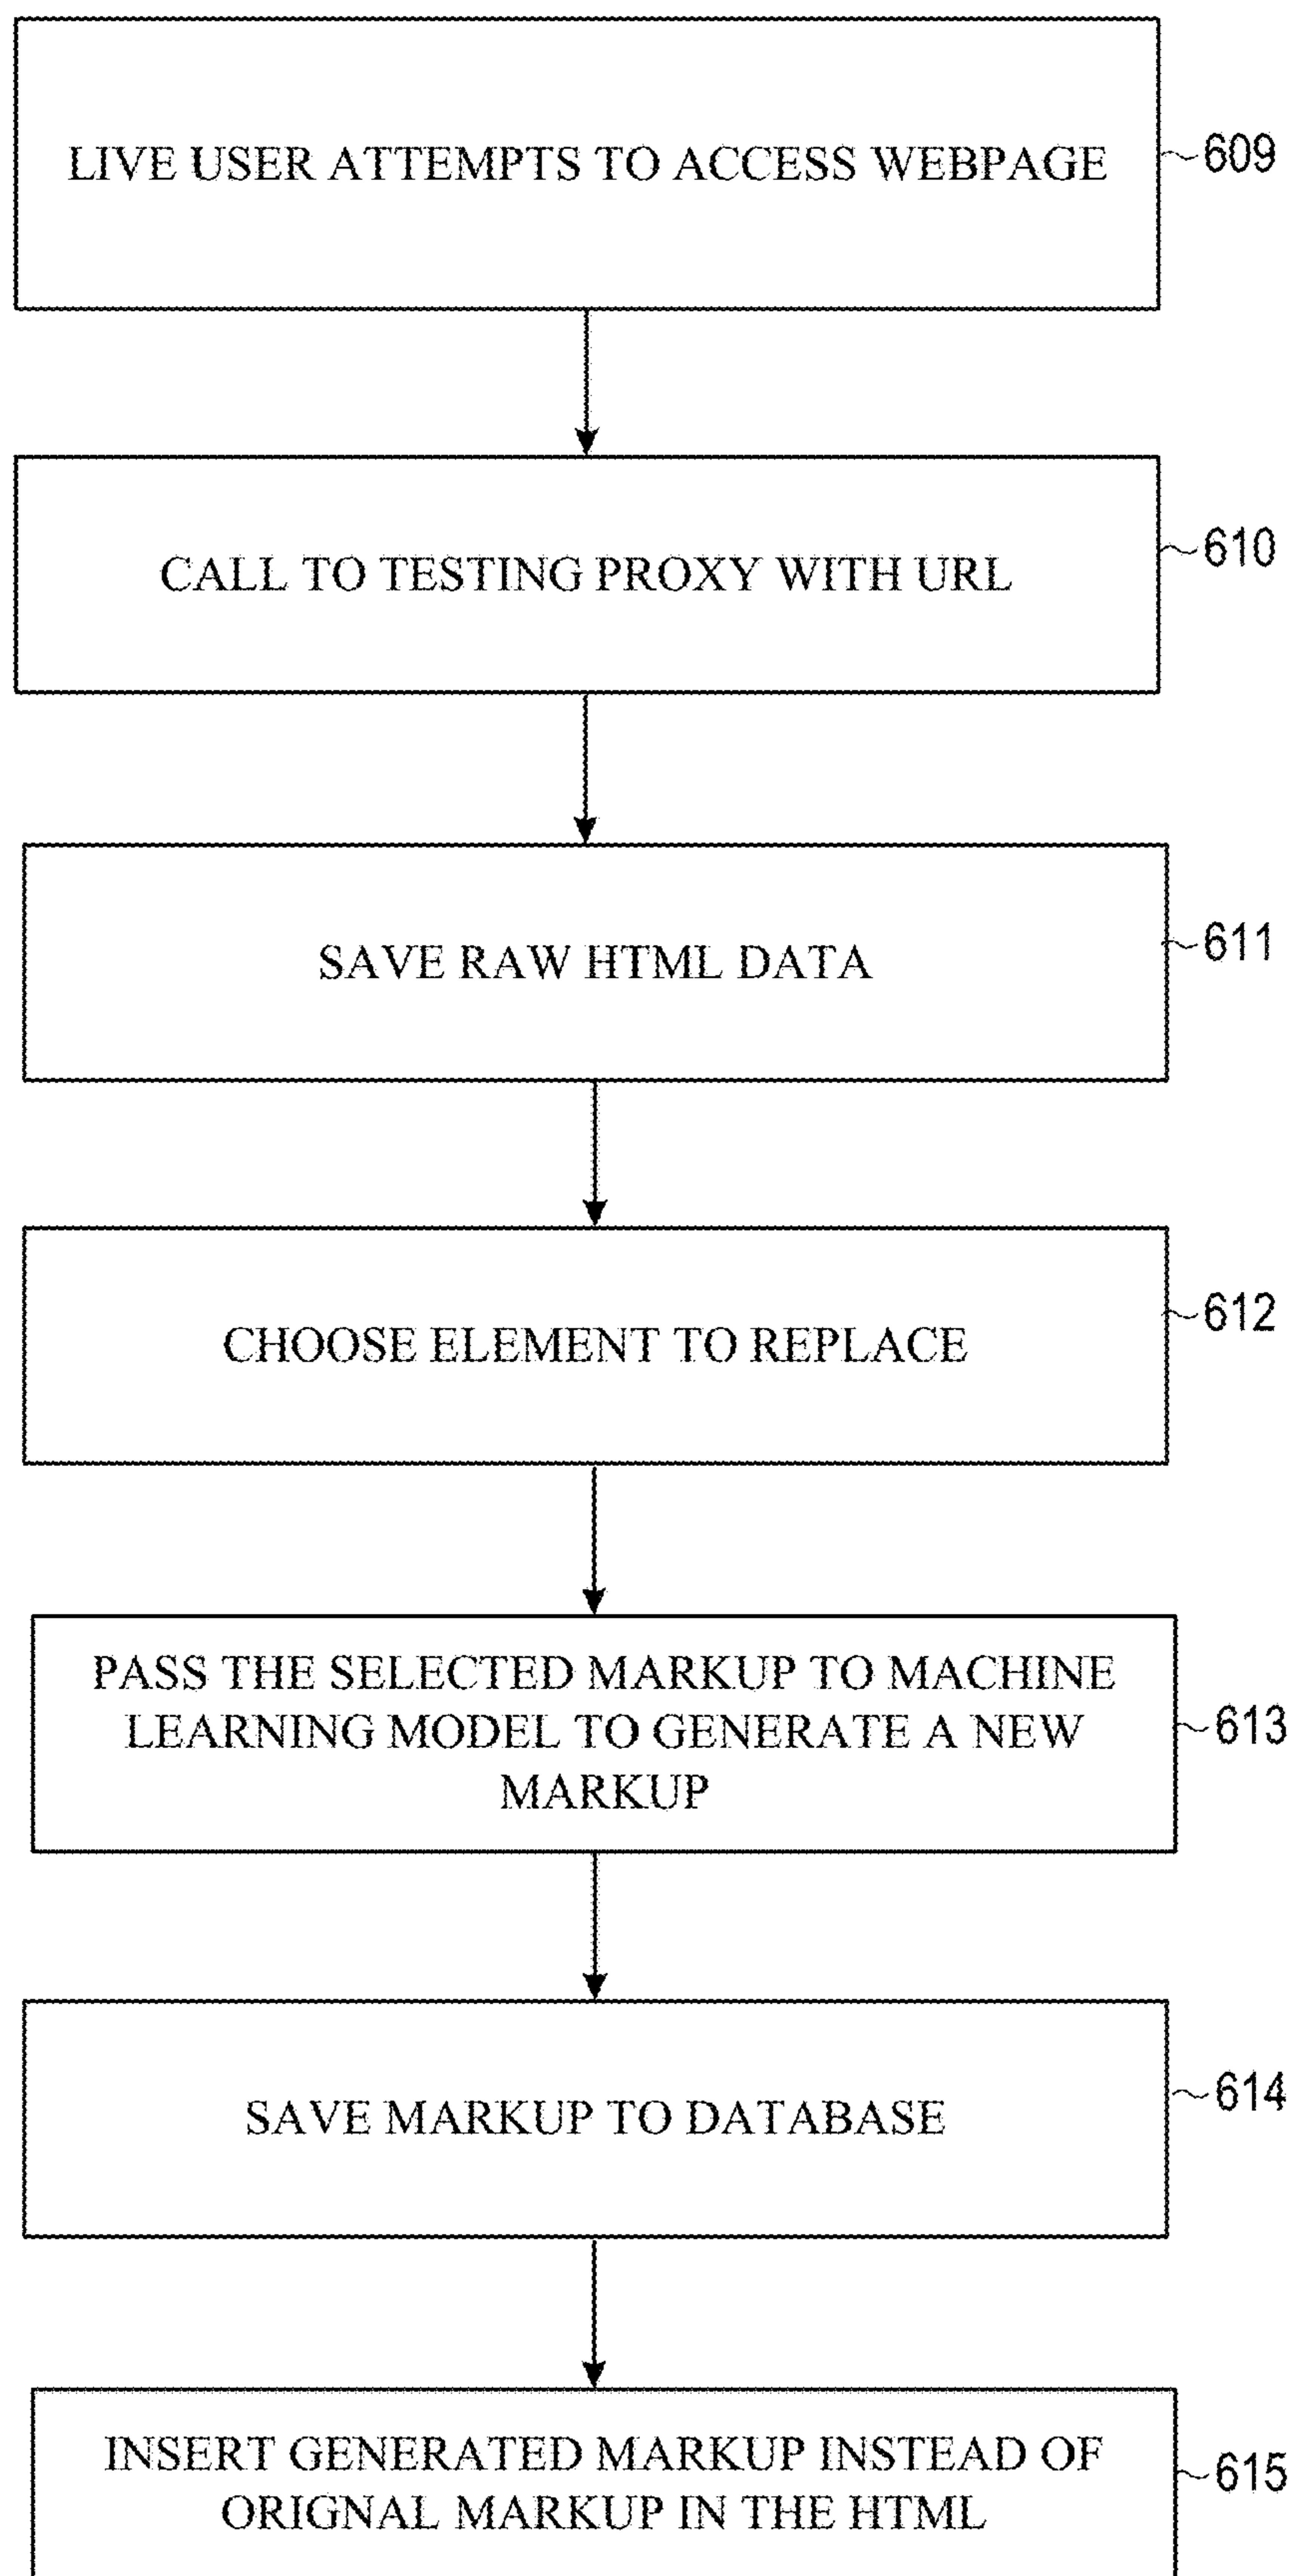 LIVE USER ATTEMPTS TO ACCESS WEBPAGE
609
CALL TO TESTING PROXY WITH URL
610
SAVE RAW HTML DATA
611
CHOOSE ELEMENT TO REPLACE
612
PASS THE SELECTED MARKUP TO MACHINE
LEARNING MODEL TO GENERATE A NEW
MARKUP
613
SAVE MARKUP TO DATABASE
614
INSERT GENERATED MARKUP INSTEAD OF
ORIGNAL MARKUP IN THE HTML
615